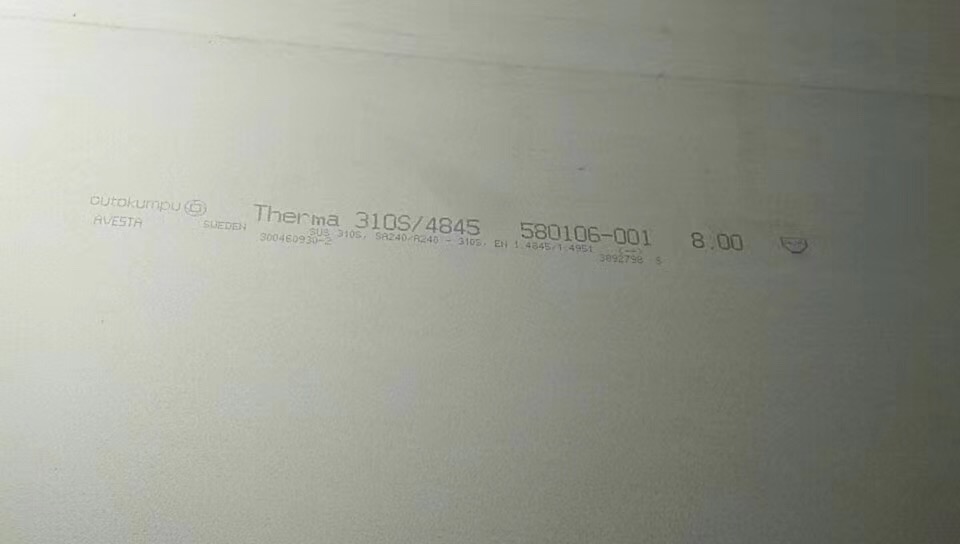 outokumpu Therma 310S/4845 580106-001 8.00
AVESTA SWEDEN SUS 310S, SA240/A240 - 310S, EN 1.4845/1.4951 (--)
300460930-2 3892798 S